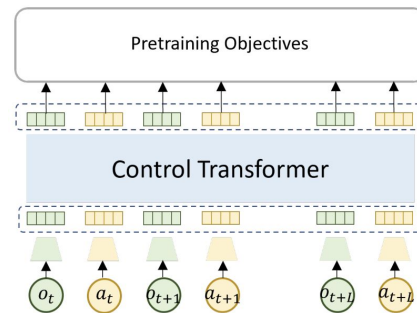 Pretraining Objectives
Control Transformer
o_t a_t o_{t+1} a_{t+1} o_{t+L} a_{t+L}